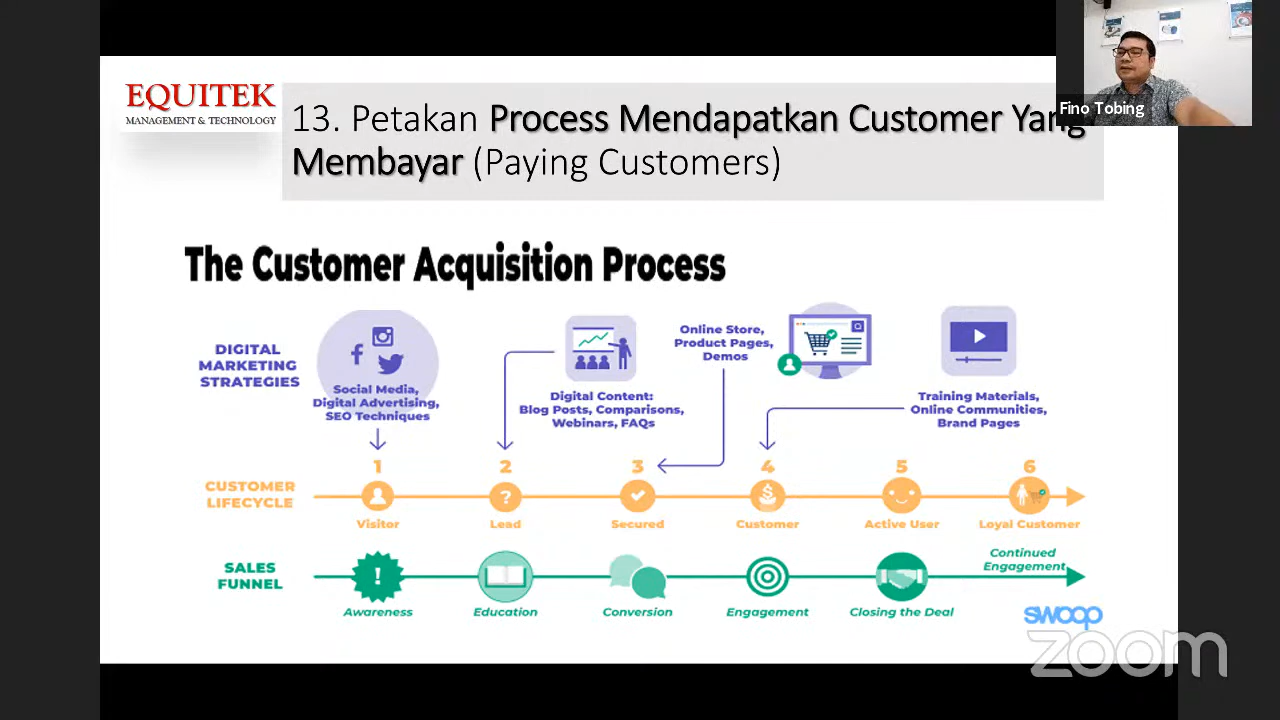 EQUITEK
MANAGEMENT & TECHNOLOGY
13. Petakan Process Mendapatkan Customer Yang
Membayar (Paying Customers)
Fino Tobing
The Customer Acquisition Process
DIGITAL
MARKETING
STRATEGIES
Social Media,
Digital Advertising,
SEO Techniques
Digital Content:
Blog Posts, Comparisons,
Webinars, FAQs
Online Store,
Product Pages,
Demos
Training Materials,
Online Communities,
Brand Pages
CUSTOMER
LIFECYCLE
1
2
3
4
5
6
Visitor
Lead
Secured
Customer
Active User
Loyal Customer
SALES
FUNNEL
Awareness
Education
Conversion
Engagement
Closing the Deal
Continued
Engagement
swoop
zoom